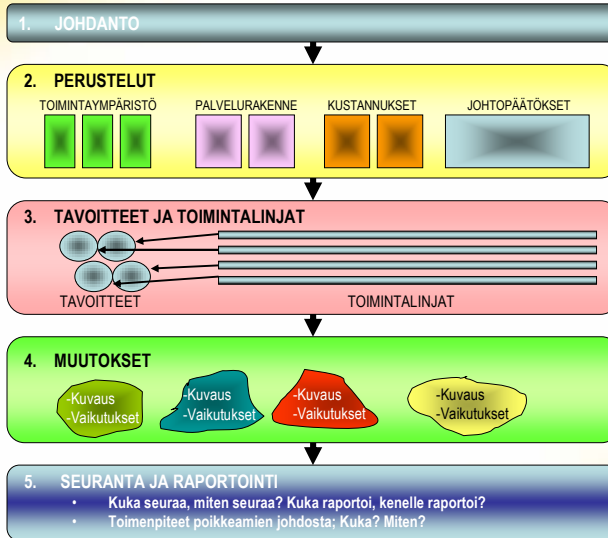 1. JOHDANTO
2. PERUSTELUT
TOIMINTAYMPÄRISTÖ PALVELURAKENNE KUSTANNUKSET JOHTOPÄÄTÖKSET
3. TAVOITTEET JA TOIMINTALINJAT
TAVOITTEET TOIMINTALINJAT
4. MUUTOKSET
-Kuvaus
-Vaikutukset
-Kuvaus
-Vaikutukset
-Kuvaus
-Vaikutukset
-Kuvaus
-Vaikutukset
5. SEURANTA JA RAPORTOINTI
• Kuka seuraa, miten seuraa? Kuka raportoi, kenelle raportoi?
• Toimenpiteet poikkeamien johdosta; Kuka? Miten?